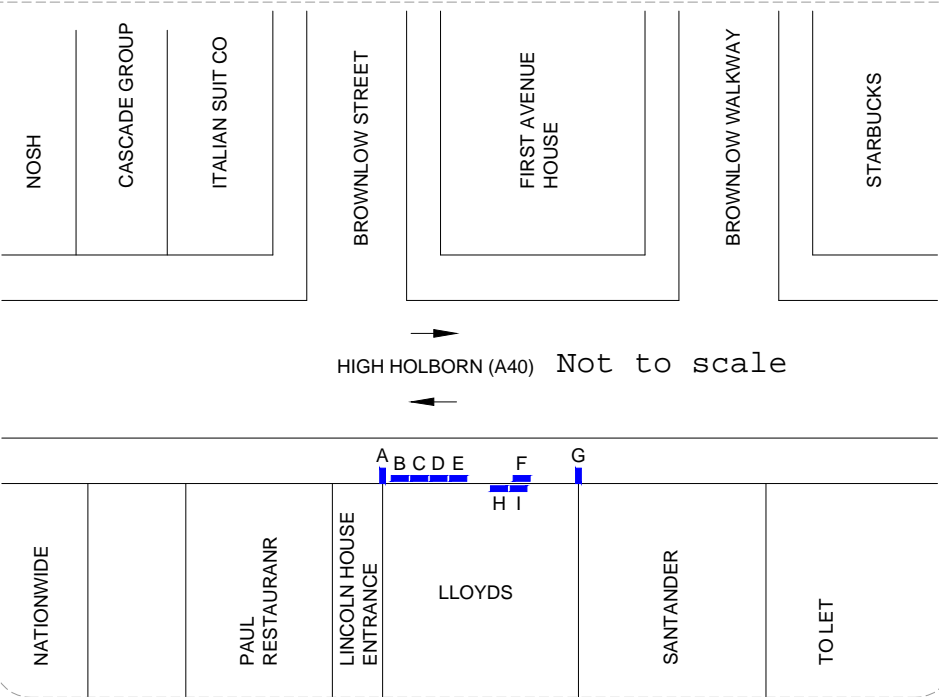 NOSH
CASCADE GROUP
ITALIAN SUIT CO
BROWNLOW STREET
FIRST AVENUE
HOUSE
BROWNLOW WALKWAY
STARBUCKS
HIGH HOLBORN (A40) Not to scale
A B C D E F G
H I
NATIONWIDE
PAUL
RESTAURANR
LINCOLN HOUSE
ENTRANCE
LLOYDS
SANTANDER
TO LET